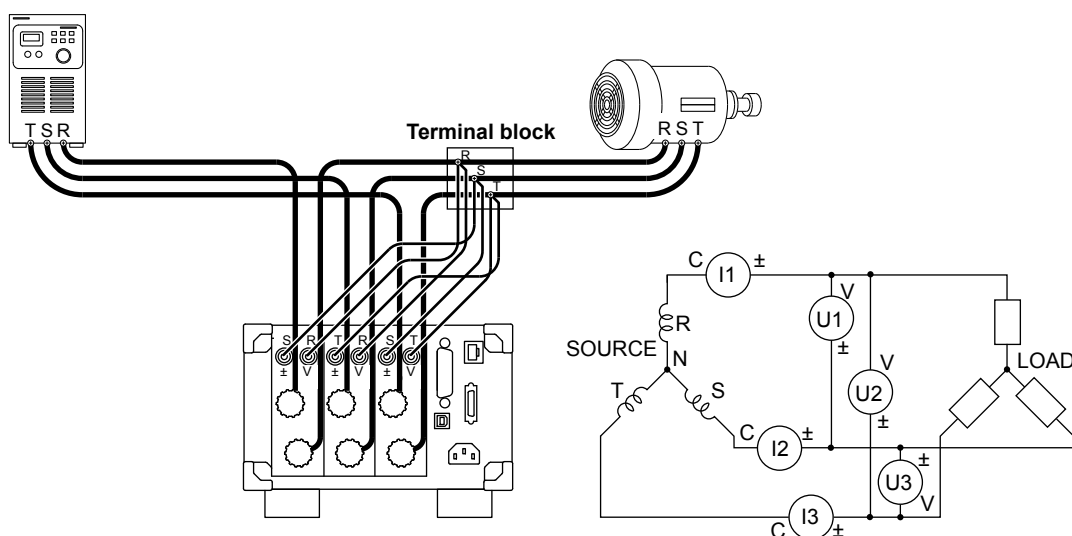 T S R
Terminal block
R
S
T
R S T
S R T R S T
± V ± V ± V
C I1 ±
R
V
U1
±
SOURCE N
T S
V
U2
±
LOAD
C I2 ±
±
U3
V
C I3 ±